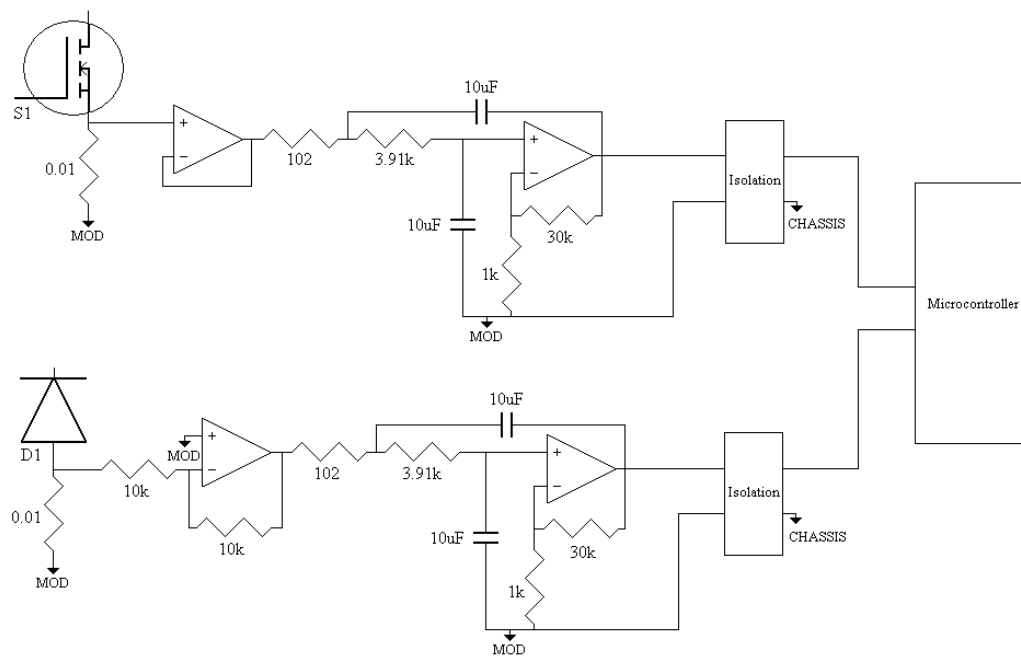 S1
0.01
MOD
102
3.91k
10uF
10uF
1k
30k
MOD
Isolation
CHASSIS
Microcontroller
D1
0.01
MOD
10k
MOD
10k
102
3.91k
10uF
10uF
1k
30k
MOD
Isolation
CHASSIS